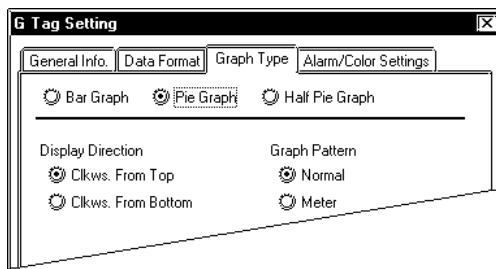 G Tag Setting
General Info. Data Format Graph Type Alarm/Color Settings
Bar Graph Pie Graph Half Pie Graph
Display Direction Graph Pattern
Clkws. From Top Normal
Clkws. From Bottom Meter